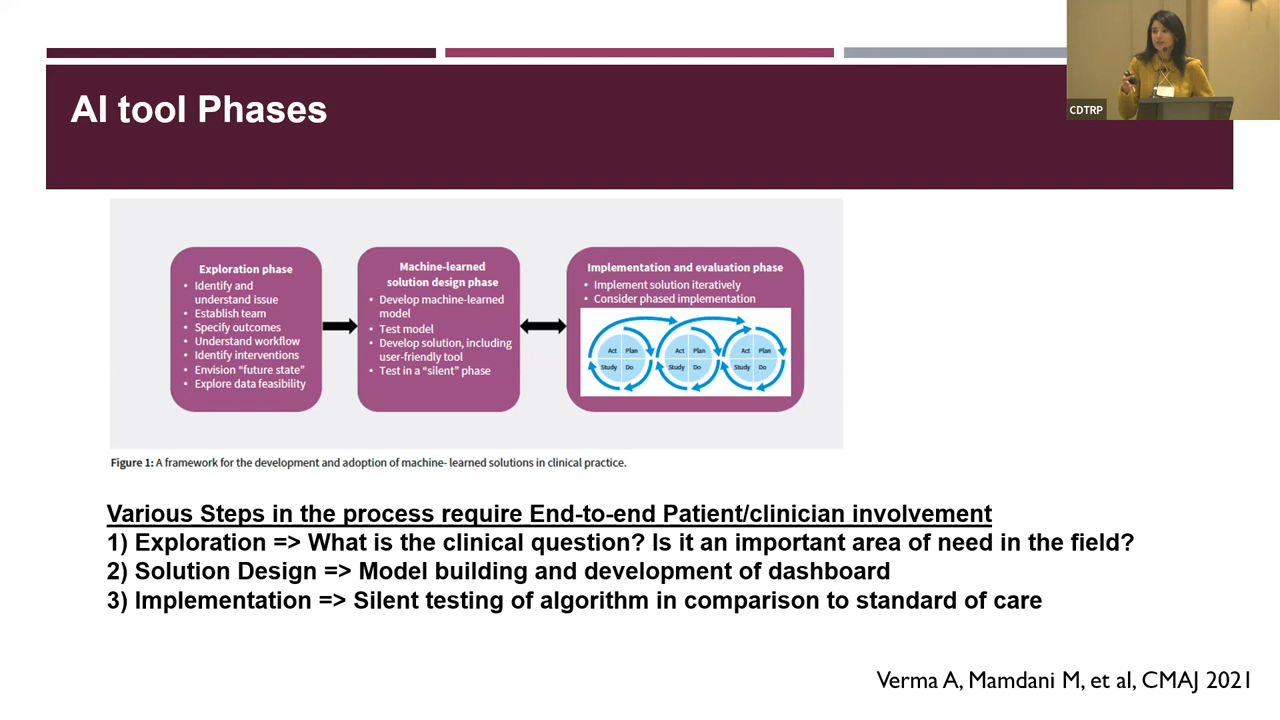 AI tool Phases
CDTRP
Exploration phase
• Identify and
understand issue
• Establish team
• Specify outcomes
• Understand workflow
• Identify interventions
• Envision “future state”
• Explore data feasibility
Machine-learned
solution design phase
• Develop machine-learned
model
• Test model
• Develop solution, including
user-friendly tool
• Test in a “silent” phase
Implementation and evaluation phase
• Implement solution iteratively
• Consider phased implementation
Act Plan
Study Do
Act Plan
Study Do
Act Plan
Study Do
Figure 1: A framework for the development and adoption of machine- learned solutions in clinical practice.
Various Steps in the process require End-to-end Patient/clinician involvement
1) Exploration => What is the clinical question? Is it an important area of need in the field?
2) Solution Design => Model building and development of dashboard
3) Implementation => Silent testing of algorithm in comparison to standard of care
Verma A, Mamdani M, et al, CMAJ 2021